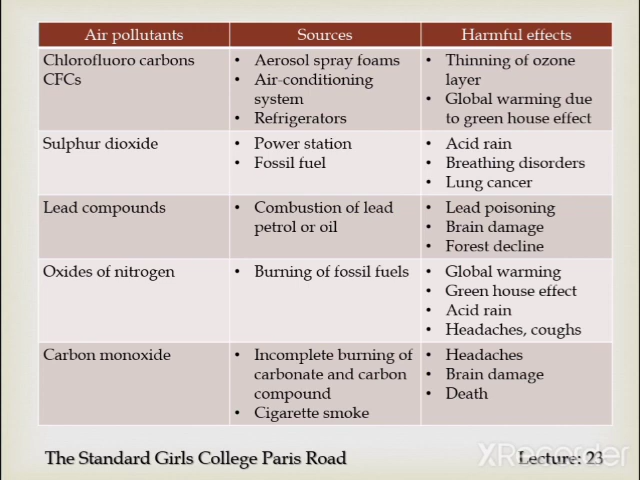 Air pollutants Sources Harmful effects
Chlorofluoro carbons
CFCs
• Aerosol spray foams
• Air-conditioning
system
• Refrigerators
• Thinning of ozone
layer
• Global warming due
to green house effect
Sulphur dioxide
• Power station
• Fossil fuel
• Acid rain
• Breathing disorders
• Lung cancer
Lead compounds
• Combustion of lead
petrol or oil
• Lead poisoning
• Brain damage
• Forest decline
Oxides of nitrogen
• Burning of fossil fuels
• Global warming
• Green house effect
• Acid rain
• Headaches, coughs
Carbon monoxide
• Incomplete burning of
carbonate and carbon
compound
• Cigarette smoke
• Headaches
• Brain damage
• Death
The Standard Girls College Paris Road Lecture: 23
XRecorder